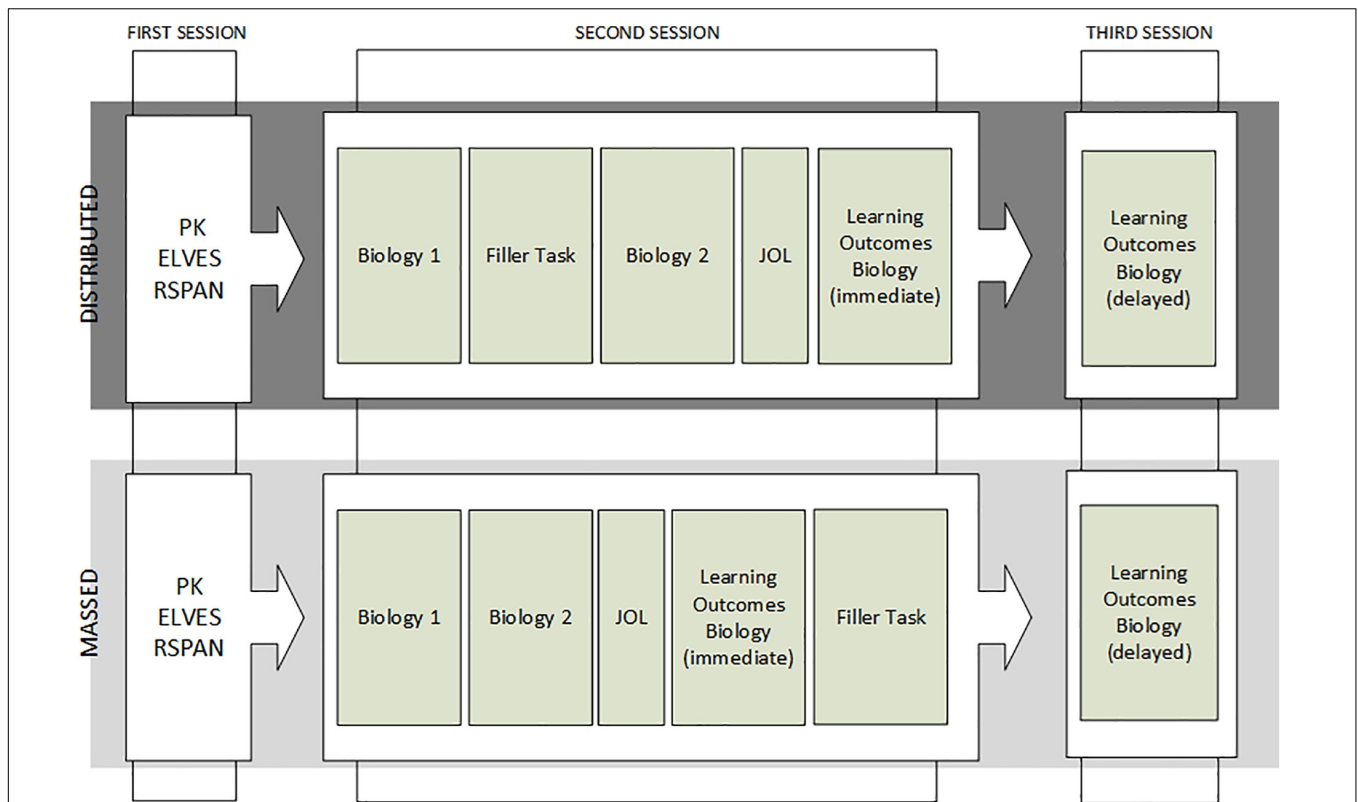 FIRST SESSION
SECOND SESSION
THIRD SESSION
DISTRIBUTED
PK
ELVES
RSPAN
Biology 1
Filler Task
Biology 2
JOL
Learning
Outcomes
Biology
(immediate)
Learning
Outcomes
Biology
(delayed)
MASSED
PK
ELVES
RSPAN
Biology 1
Biology 2
JOL
Learning
Outcomes
Biology
(immediate)
Filler Task
Learning
Outcomes
Biology
(delayed)